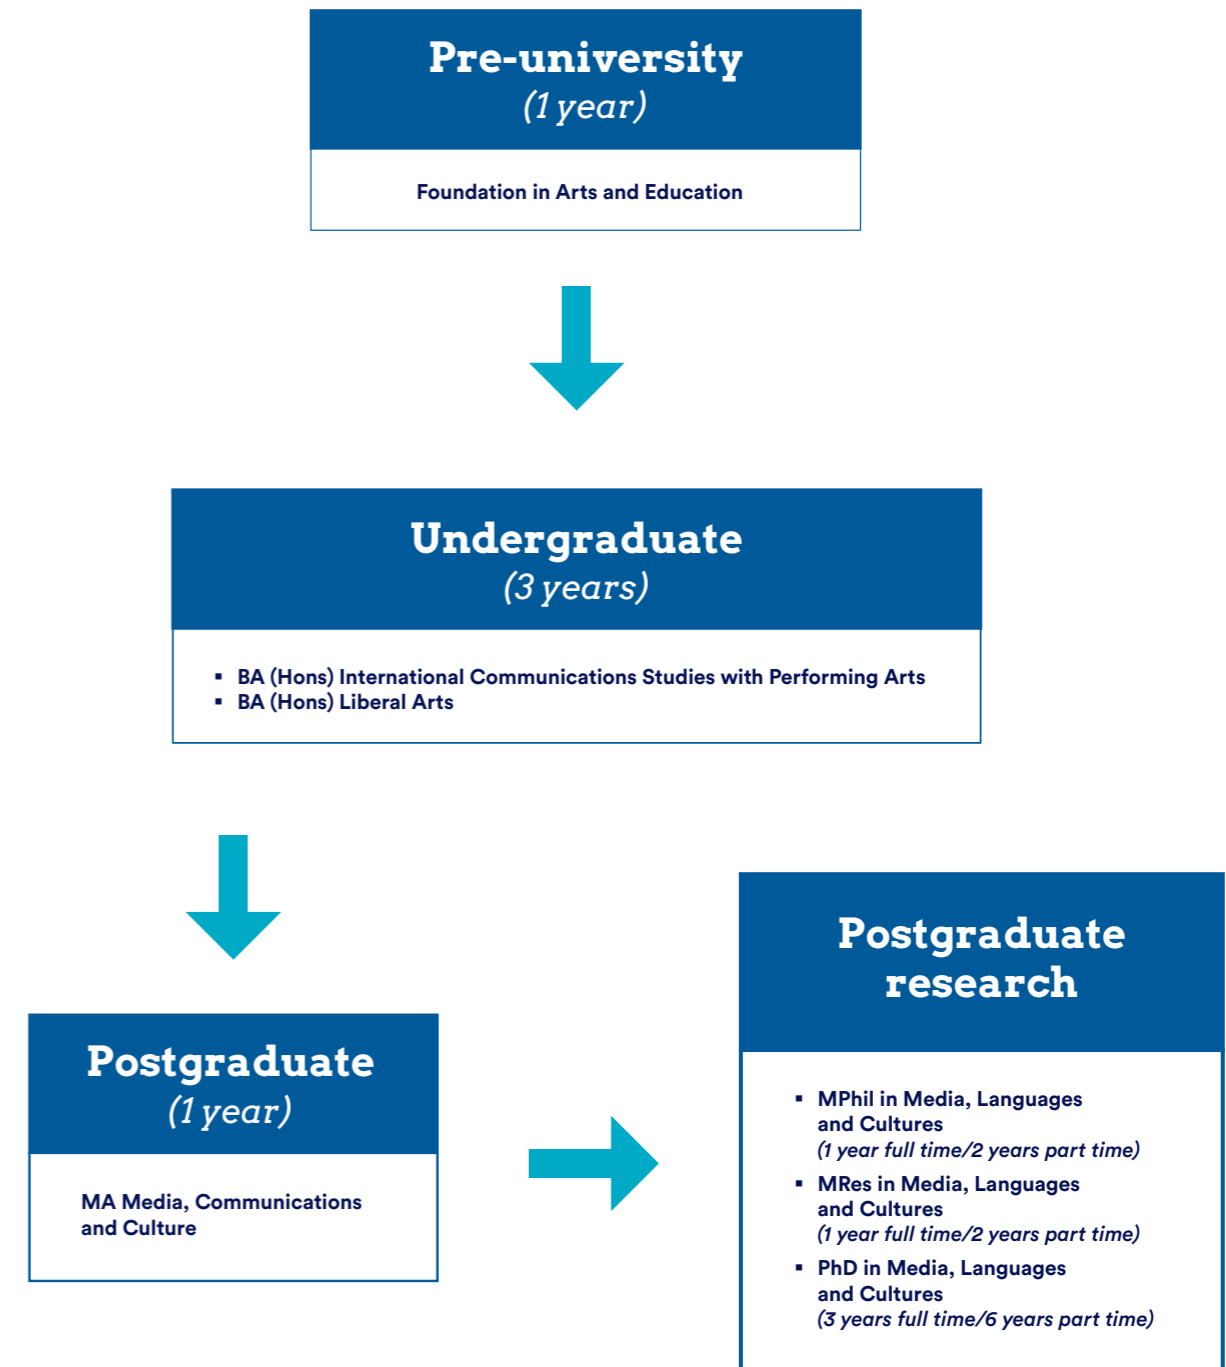 Pre-university
(1 year)
Foundation in Arts and Education
Undergraduate
(3 years)
▪ BA (Hons) International Communications Studies with Performing Arts
▪ BA (Hons) Liberal Arts
Postgraduate
(1 year)
MA Media, Communications
and Culture
Postgraduate
research
▪ MPhil in Media, Languages
and Cultures
(1 year full time/2 years part time)
▪ MRes in Media, Languages
and Cultures
(1 year full time/2 years part time)
▪ PhD in Media, Languages
and Cultures
(3 years full time/6 years part time)